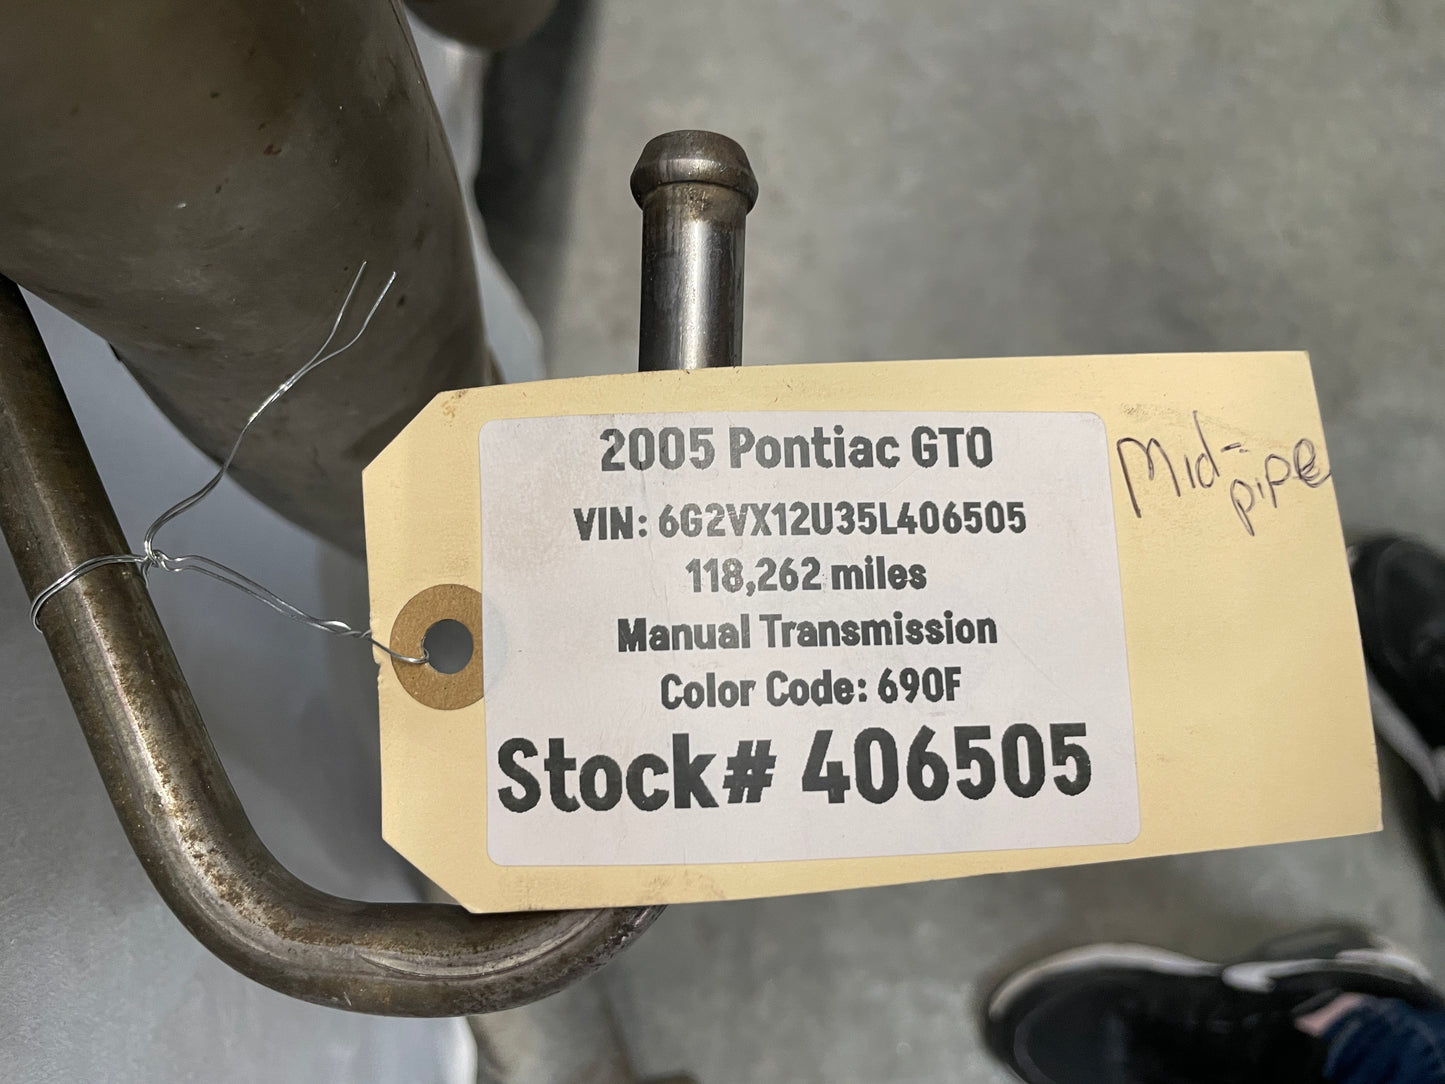 2005 Pontiac GTO
VIN: 6G2VX12U35L406505
118,262 miles
Manual Transmission
Color Code: 690F
Stock# 406505
Mid-
pipe